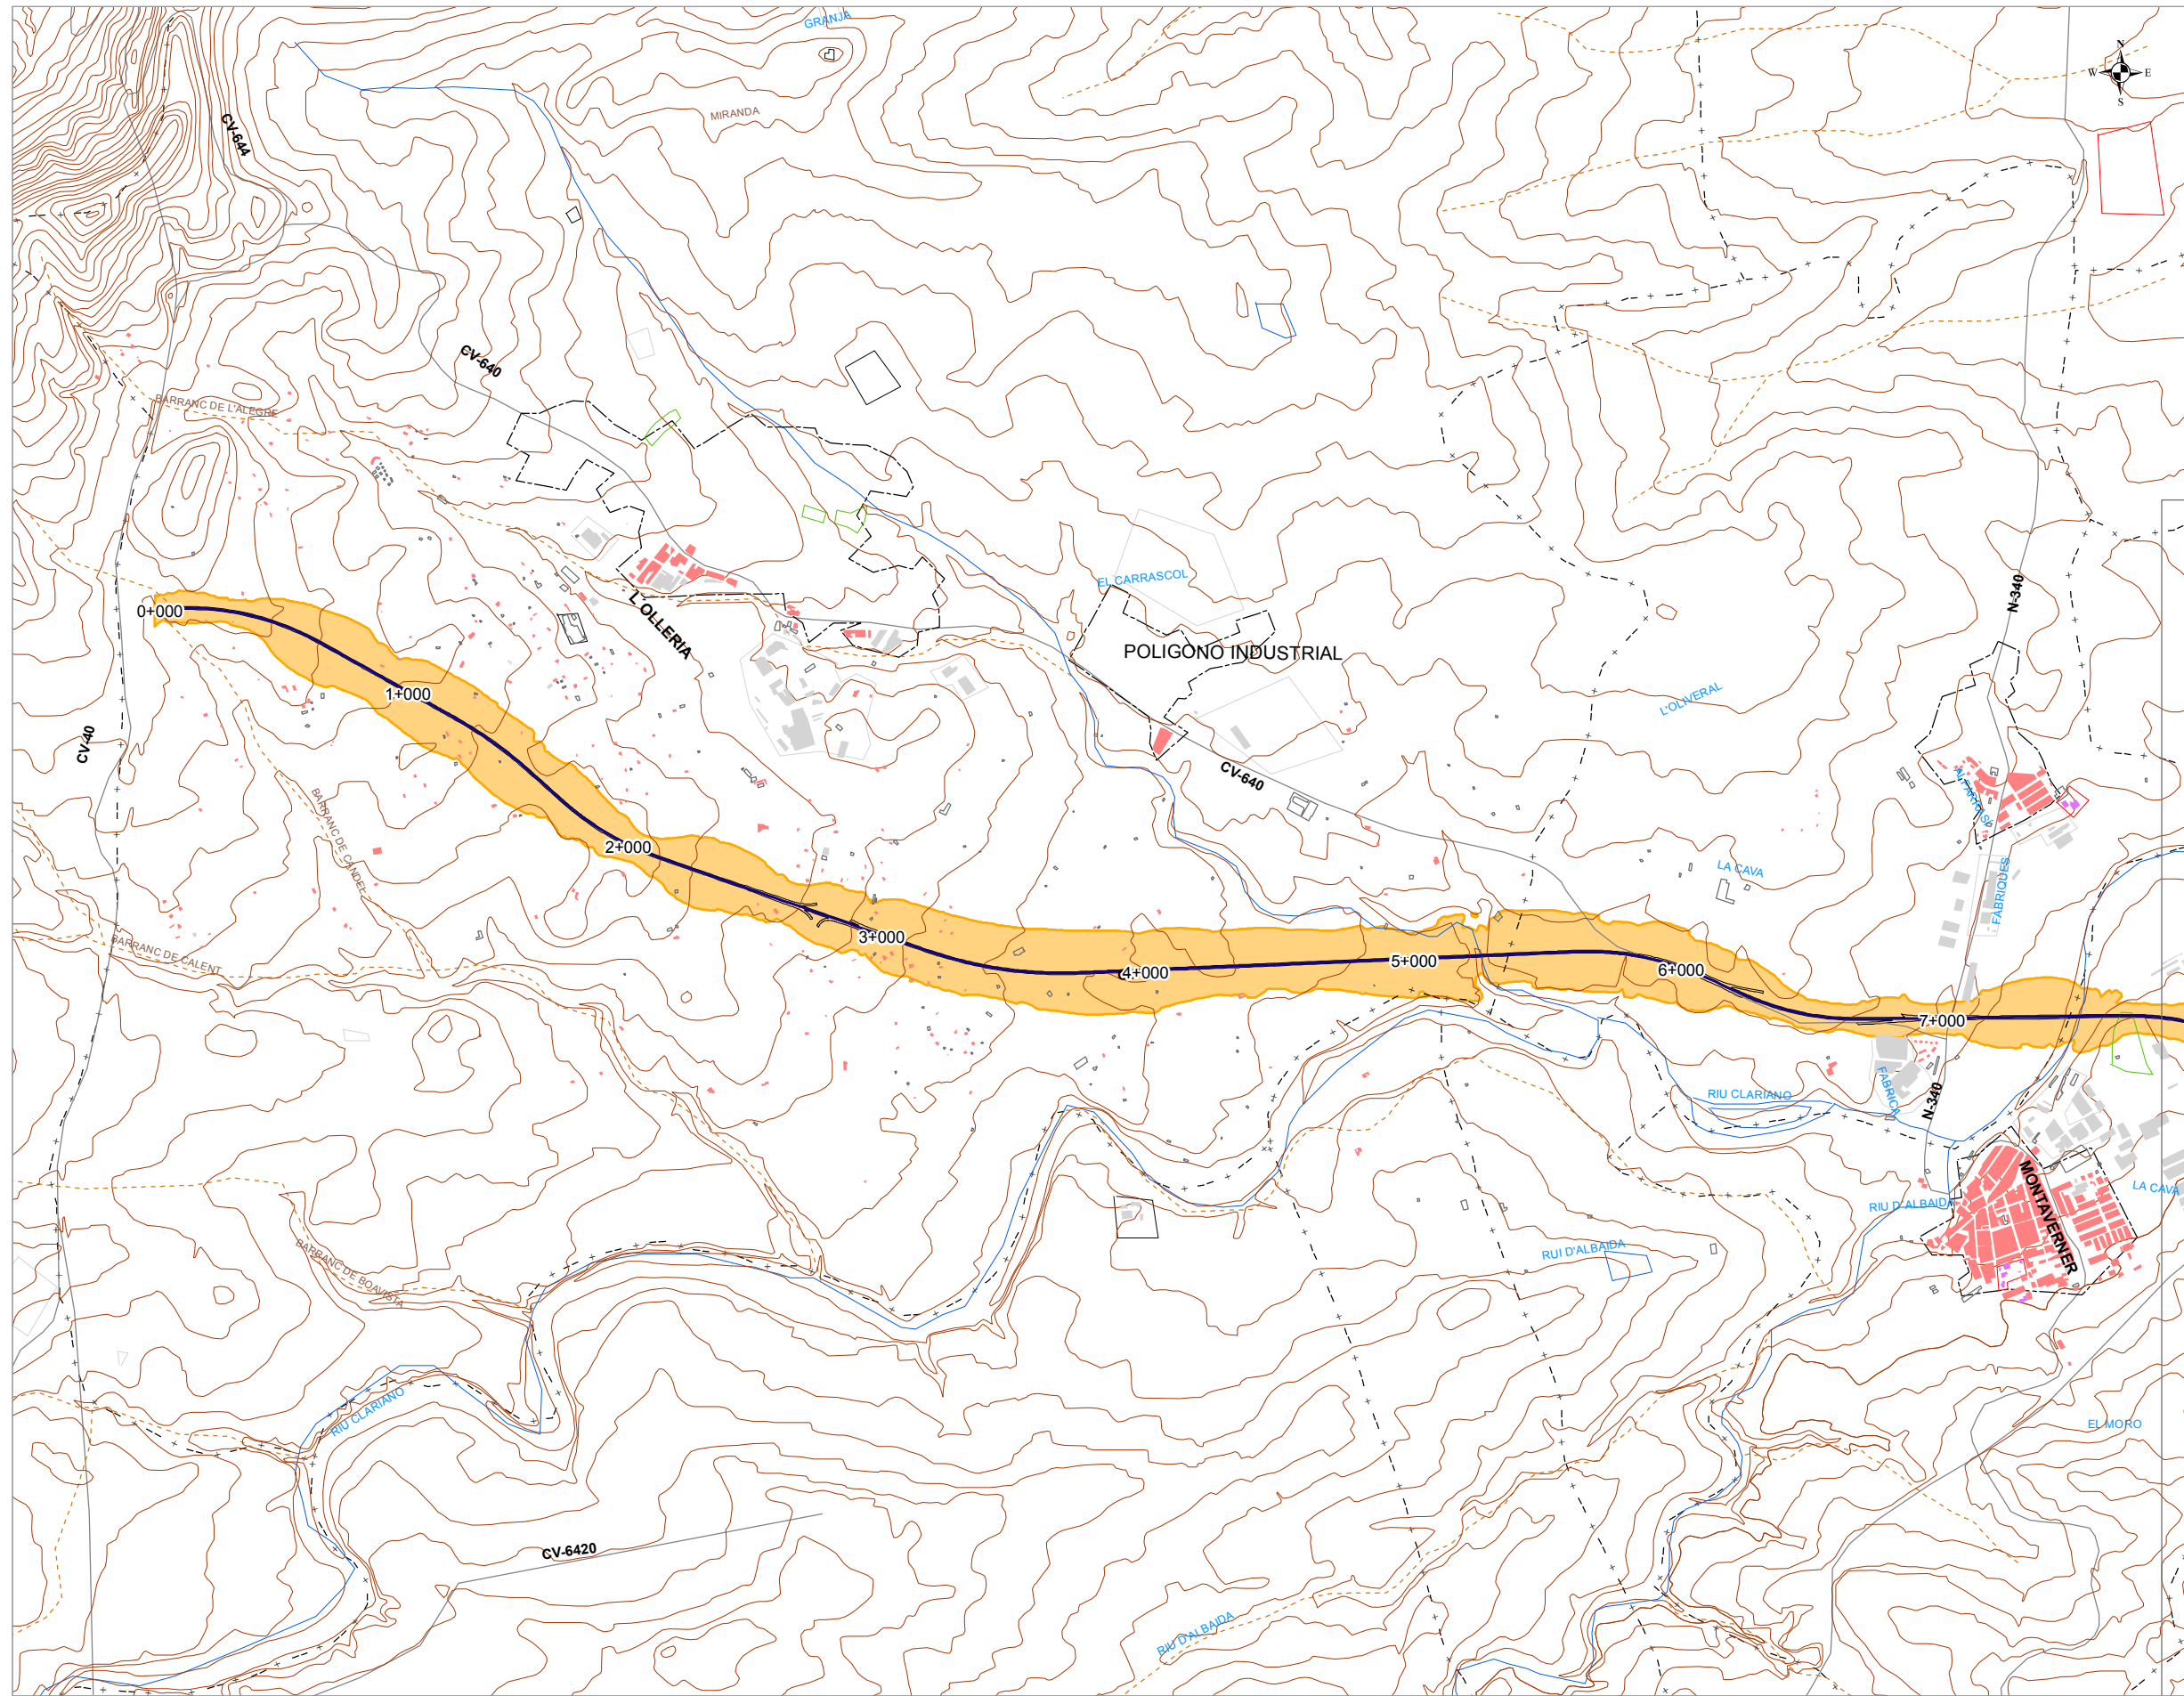 GRANJA
N
W E
S
MIRANDA
CV-644
CV-640
BARRANC DE L'ALEGRE
EL CARRASCOL
L'OLLERIA
POLIGONO INDUSTRIAL
N-340
0+000
1+000
L'OLIVERAL
CV-40
CV-640
ALFARRASI
BARRANC DE CANDEL
2+000
LA CAVA
FABRIQUES
3+000
BARRANC DE CALENT
4+000
5+000
6+000
7+000
RIU CLARIANO
FABRICA
N-340
MONTAVERNER
LA CAVA
RIU D'ALBAIDA
RUI D'ALBAIDA
BARRANC DE BOAVISTA
RIU CLARIANO
EL MORO
CV-6420
RIU D'ALBAIDA